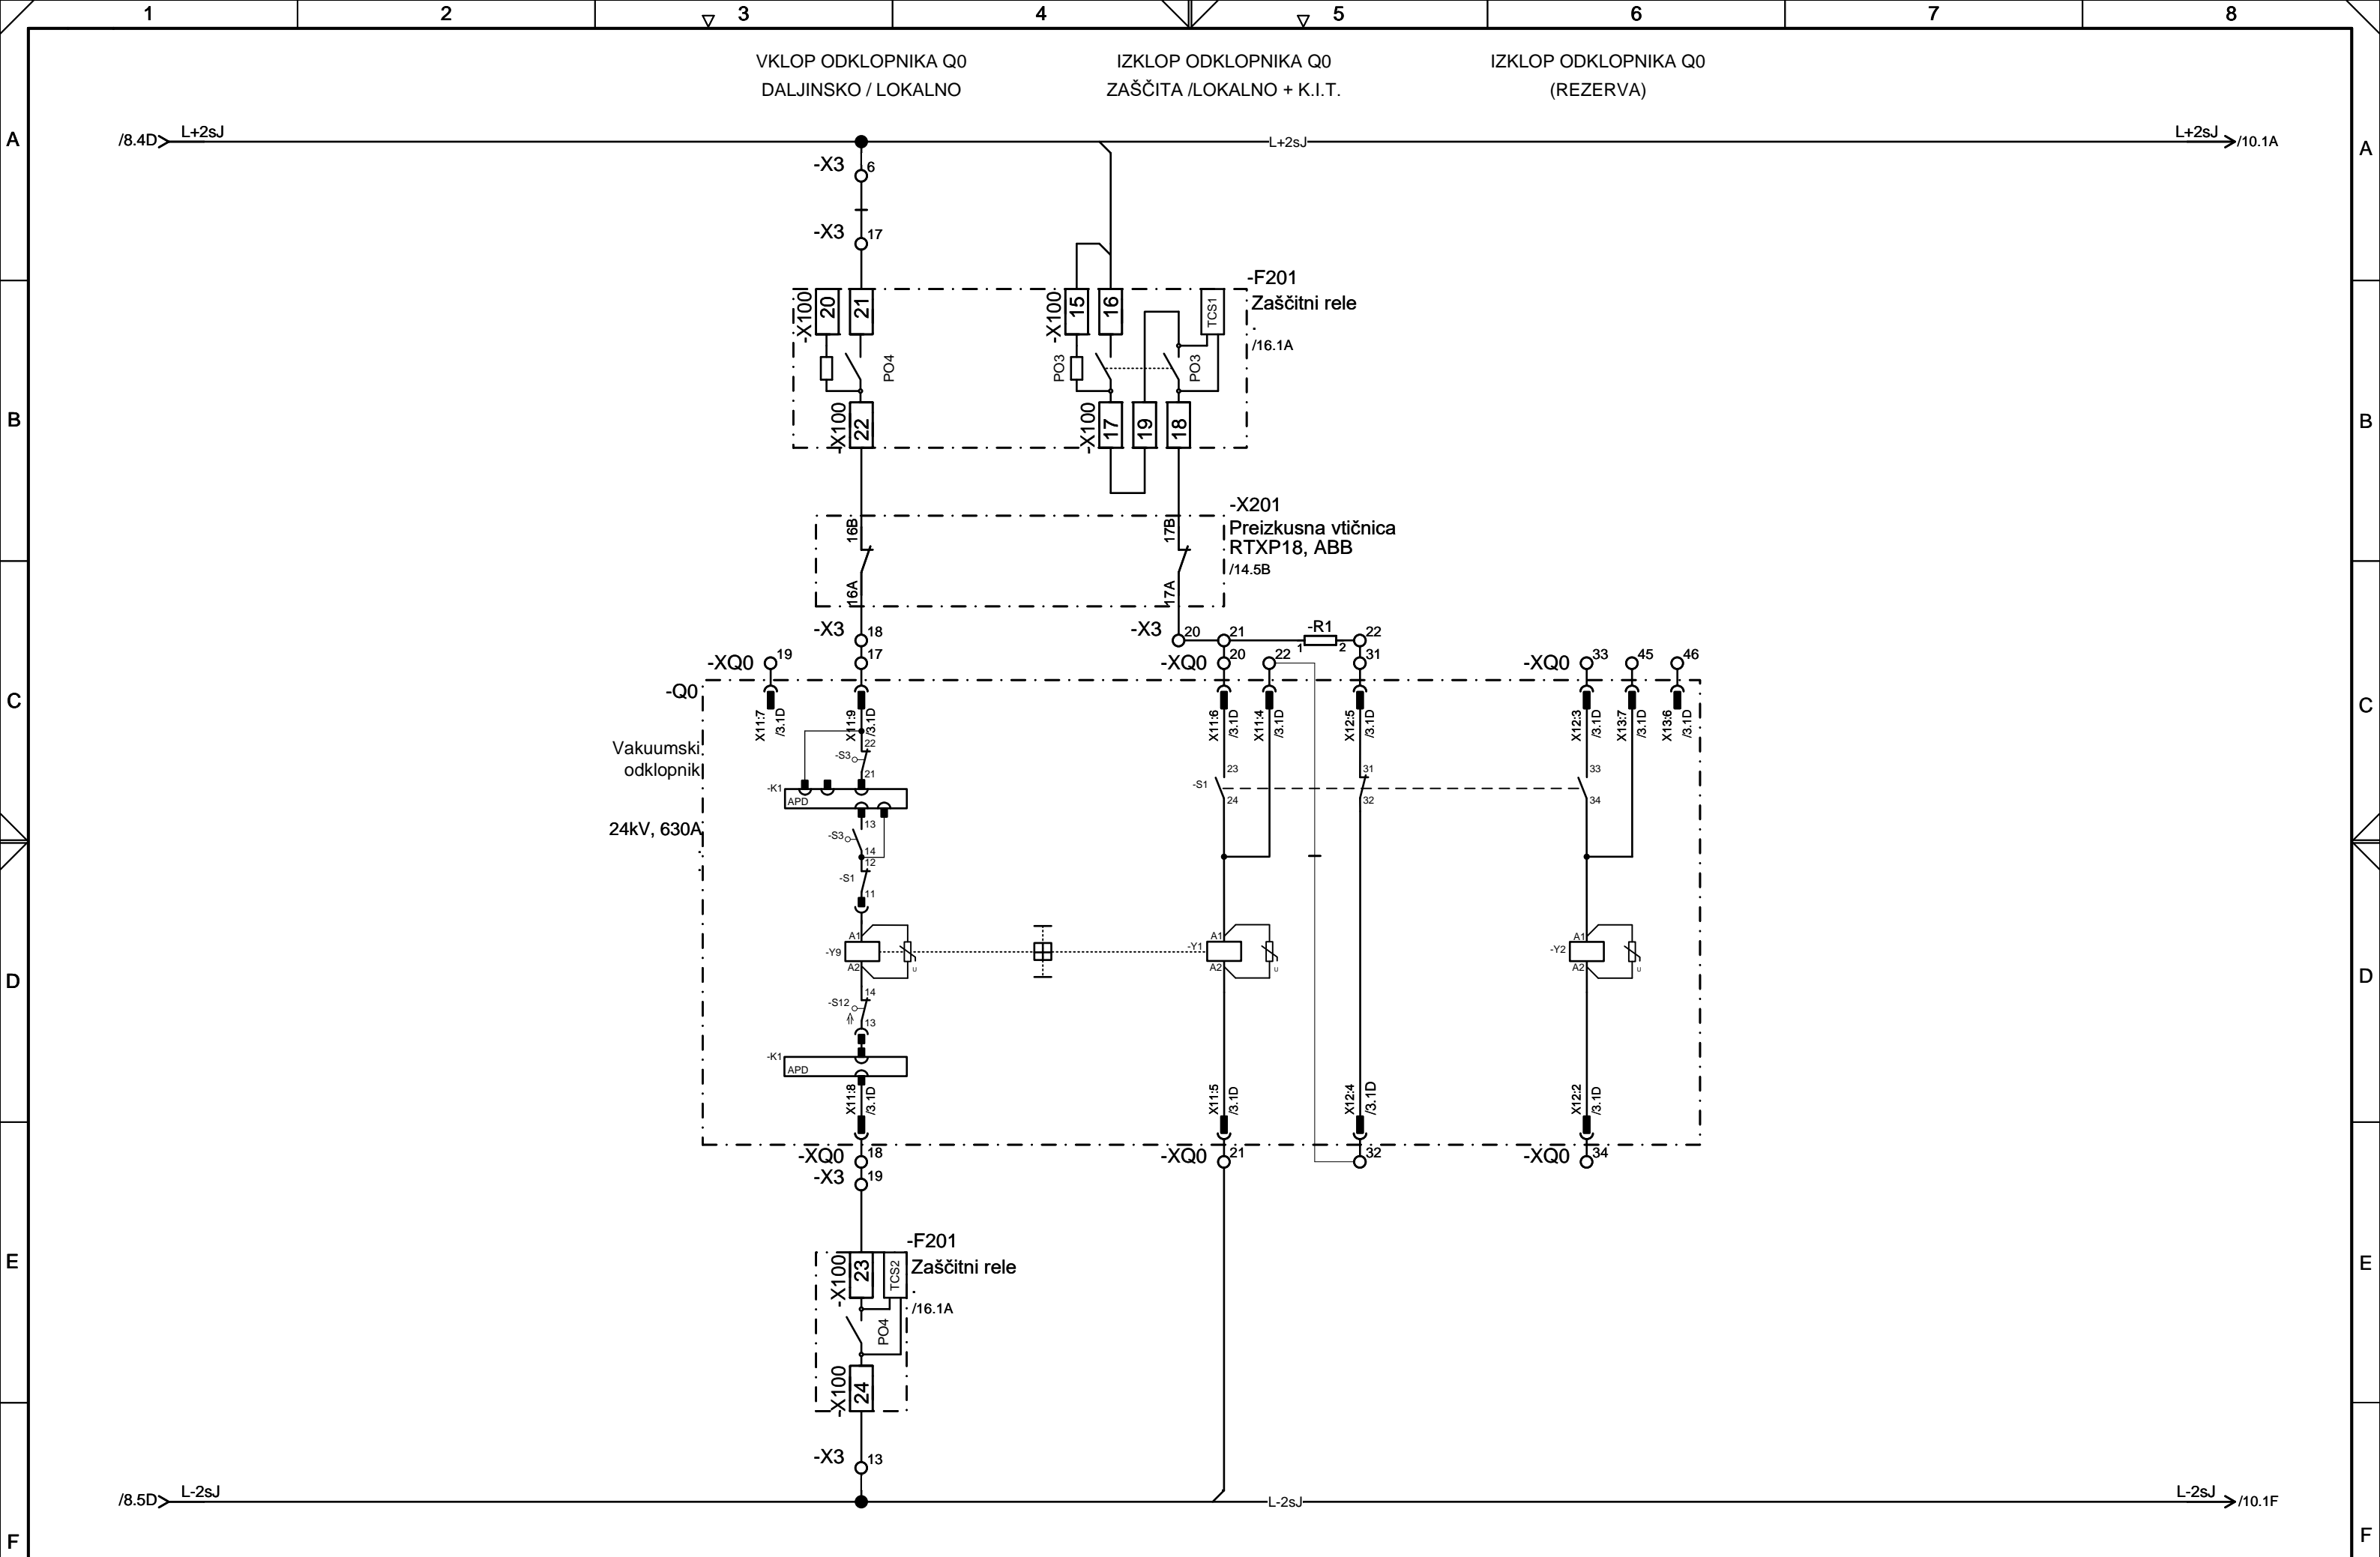 1 2 3 4 5 6 7 8
VKLOP ODKLOPNIKA Q0
DALJINSKO / LOKALNO
IZKLOP ODKLOPNIKA Q0
ZAŠČITA /LOKALNO + K.I.T.
IZKLOP ODKLOPNIKA Q0
(REZERVA)
A A
/8.4D L+2sJ L+2sJ L+2sJ /10.1A
-X3 6
-X3 17
-F201
Zaščitni rele
.
/16.1A
-X100 20 21
-X100 15 16
TCS1
PO4
PO3
PO3
B B
-X100 22
-X100 17 19 18
-X201
Preizkusna vtičnica
RTXP18, ABB
/14.5B
16B
16A
17B
17A
-X3 18
-X3 20 21 -R1 1 2 22
-XQ0 19 17
-XQ0 20 22 31
-XQ0 33 45 46
-Q0
C C
X11:7 /3.1D
X11:9 /3.1D
X11:6 /3.1D
X11:4 /3.1D
X12:5 /3.1D
X12:3 /3.1D
X13:7 /3.1D
X13:6 /3.1D
Vakuumski
odklopnik
24kV, 630A
.
.
-S3 22 21
-K1 APD
-S3 13 14
-S1 12 11
-S1 23 24
31 32
33 34
-Y9 A1 A2 U
-Y1 A1 A2 U
-Y2 A1 A2 U
D D
-S12 14 13
-K1 APD
X11:8 /3.1D
X11:5 /3.1D
X12:4 /3.1D
X12:2 /3.1D
-XQ0 18
-XQ0 21
32
-XQ0 34
-X3 19
-F201
Zaščitni rele
.
/16.1A
E E
-X100 23
TCS2
PO4
-X100 24
-X3 13
/8.5D L-2sJ L-2sJ L-2sJ /10.1F
F F